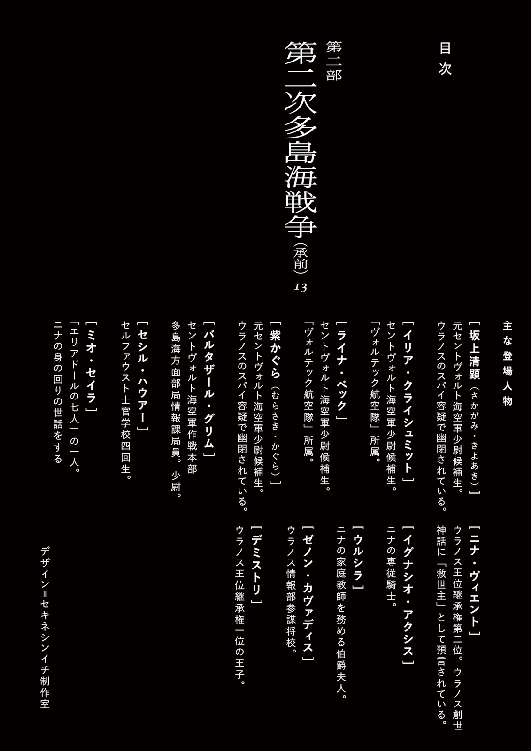 目次
第二部
第二次多島海戦争（承前） 13
主な登場人物
［坂上清顕（さかがみ・きよあき）］
元セントヴォルト海空軍少尉候補生。
ウラノスのスパイ容疑で幽閉されている。
［イリア・クライシュミット］
セントヴォルト海空軍少尉候補生。
「ヴォルテック航空隊」所属。
［ライナ・ベック］
セントヴォルト海空軍少尉候補生。
「ヴォルテック航空隊」所属。
［紫かぐら（むらさき・かぐら）］
元セントヴォルト海空軍少尉候補生。
ウラノスのスパイ容疑で幽閉されている。
［バルタザール・グリム］
セントヴォルト海空軍作戦本部
多島海方面部局情報課局員。少尉。
［セシル・ハウアー］
セルファウスト士官学校四回生。
［ミオ・セイラ］
「エリアドールの七人」の一人。
ニナの身の回りの世話をする
［ニナ・ヴィエント］
ウラノス王位継承権第二位。ウラノス創世
神話に「救世主」として預言されている。
［イグナシオ・アクシス］
ニナの専従騎士。
［ウルシラ］
ニナの家庭教師を務める伯爵夫人。
［ゼノン・カヴァディス］
ウラノス情報部参謀将校。
［デミストリ］
ウラノス王位継承権一位の王子。
デザイン＝セキネシンイチ制作室